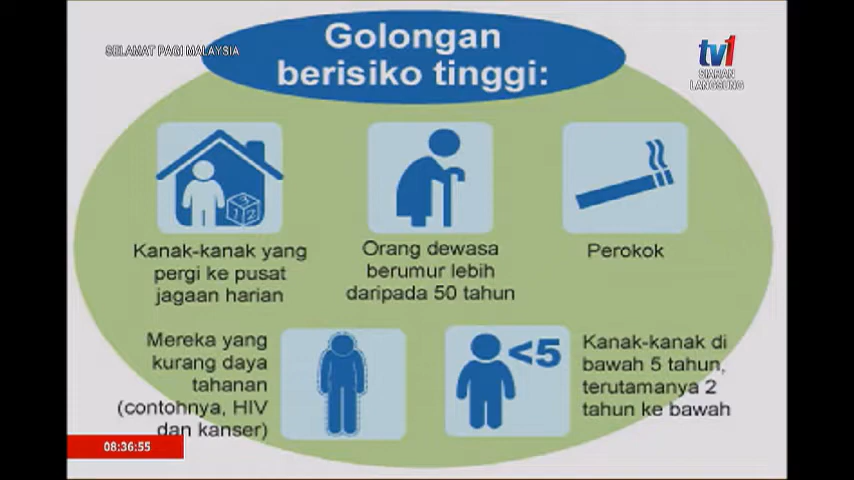 SELAMAT PAGI MALAYSIA
Golongan
berisiko tinggi:
tv1
SIARAN
LANGSUNG
Kanak-kanak yang
pergi ke pusat
jagaan harian
Orang dewasa
berumur lebih
daripada 50 tahun
Perokok
Mereka yang
kurang daya
tahanan
(contohnya, HIV
dan kanser)
<5
Kanak-kanak di
bawah 5 tahun,
terutamanya 2
tahun ke bawah
08:36:55